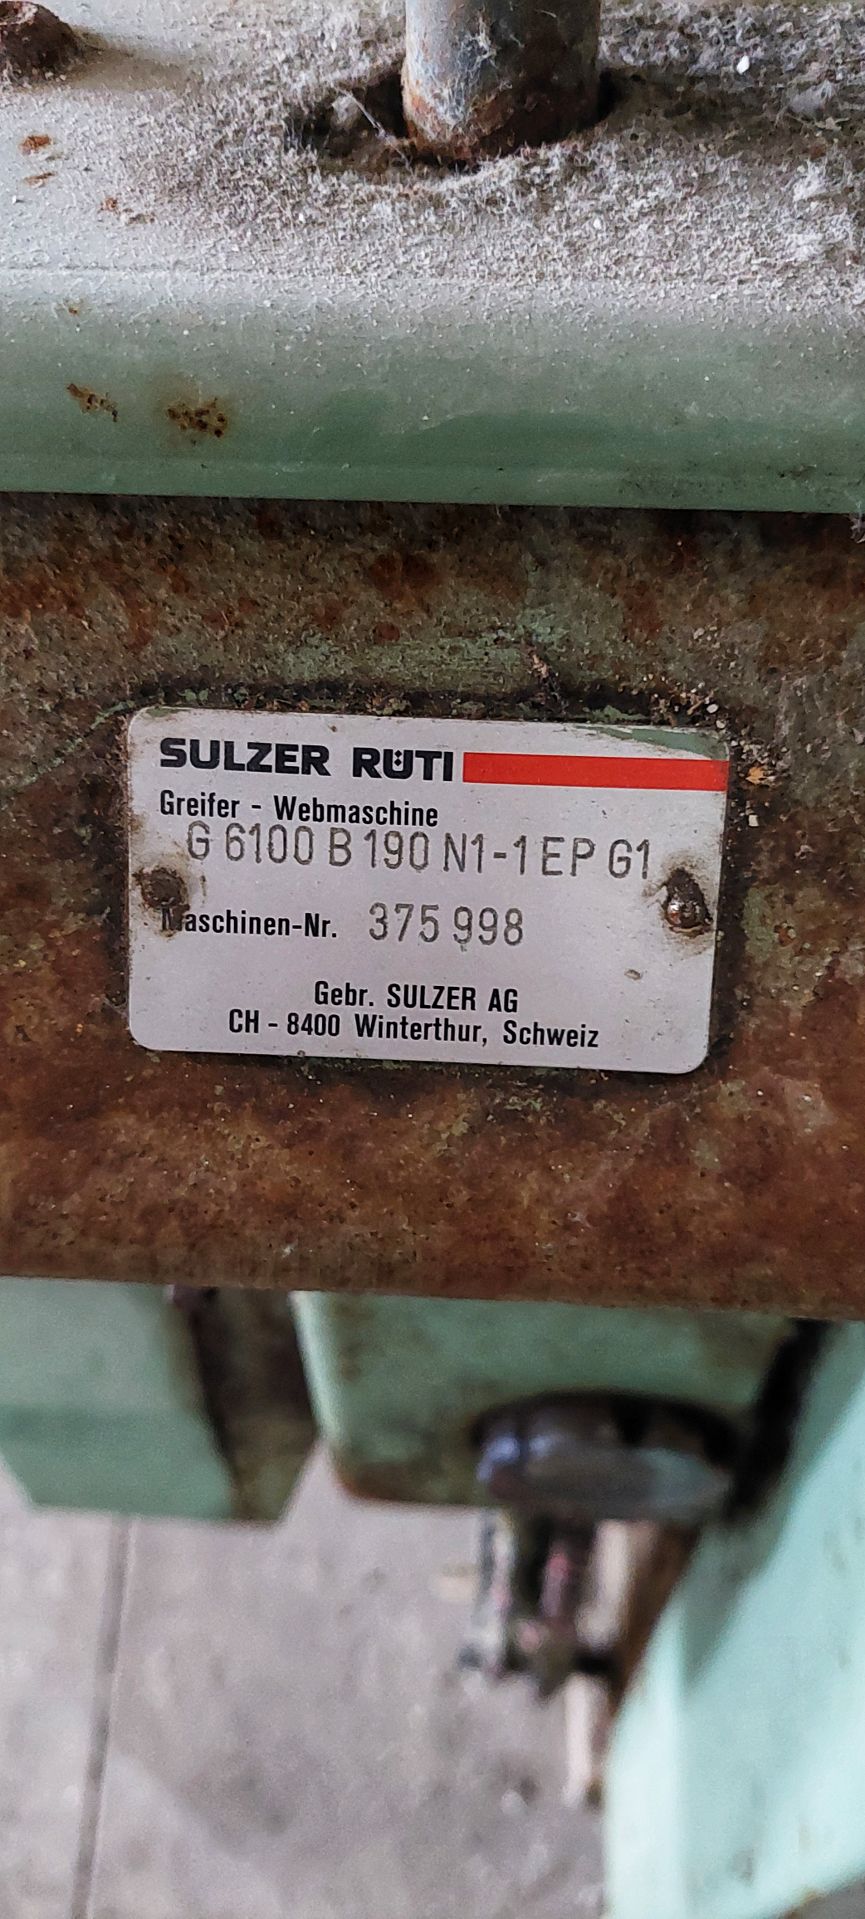 SULZER RÜTI
Greifer - Webmaschine
G 6100 B 190 N1-1 EP G1
Maschinen-Nr. 375 998
Gebr. SULZER AG
CH - 8400 Winterthur, Schweiz